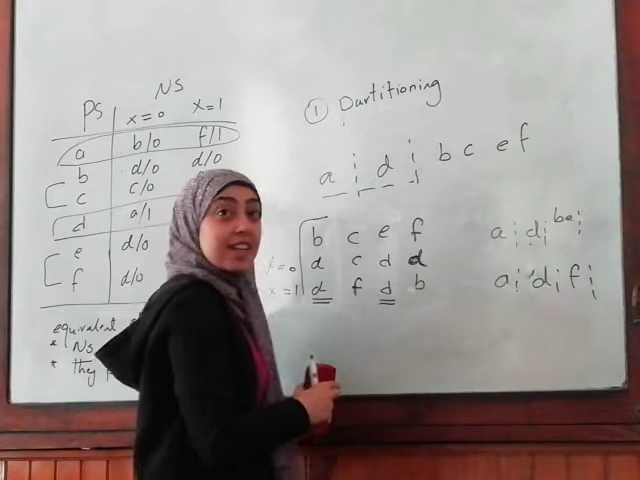 NS
PS x=0 x=1
a b/0 f/1
b d/0 d/0
c c/0
d a/1
e d/0
f d/0
equivalent
* NS
* they
① Partitioning
a d b c e f
b c e f
x=0 d c d d
x=1 d f d b
a d be
a d f